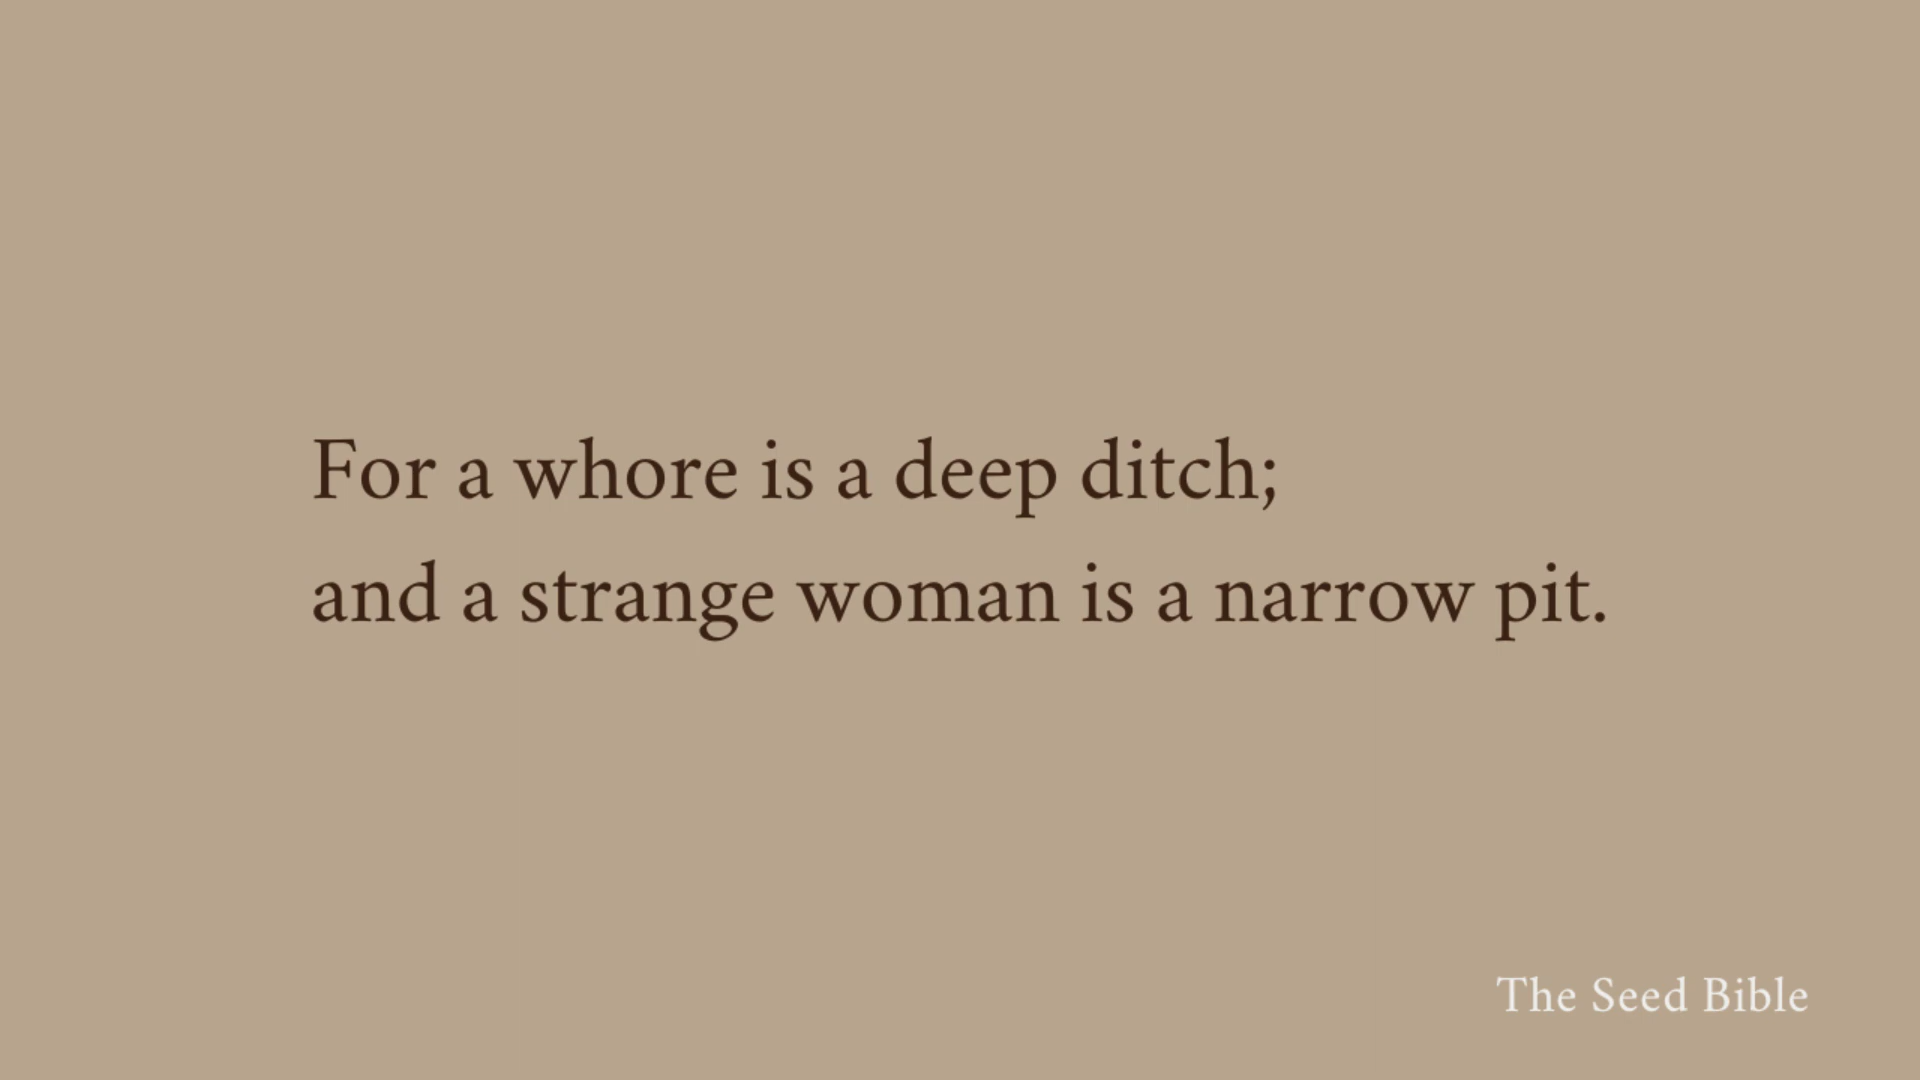 For a whore is a deep ditch;
and a strange woman is a narrow pit.
The Seed Bible